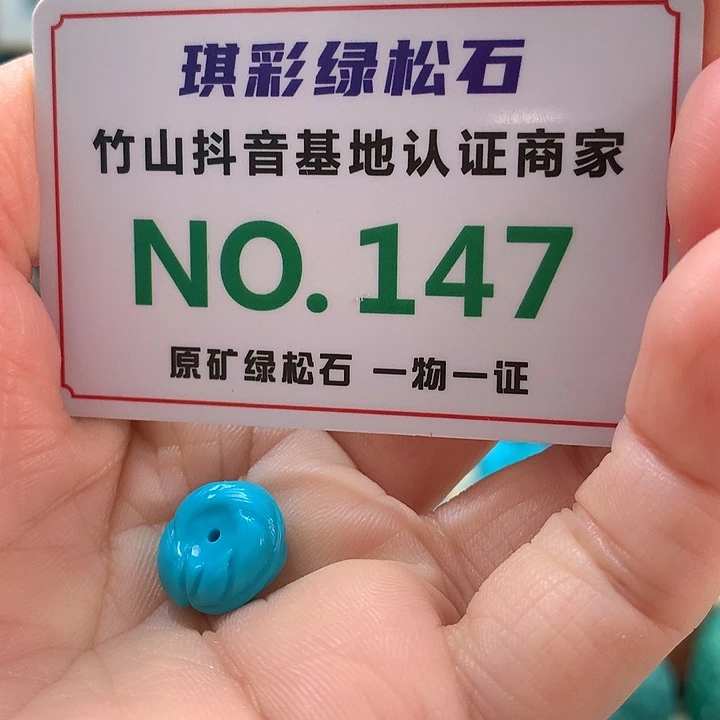 琪彩绿松石
竹山抖音基地认证商家
NO.147
原矿绿松石 一物一证